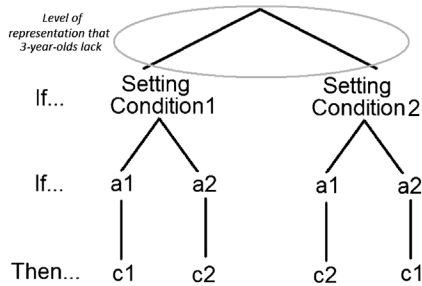 Level of
representation that
3-year-olds lack
Setting Setting
If... Condition1 Condition2
If... a1 a2 a1 a2
Then... c1 c2 c2 c1